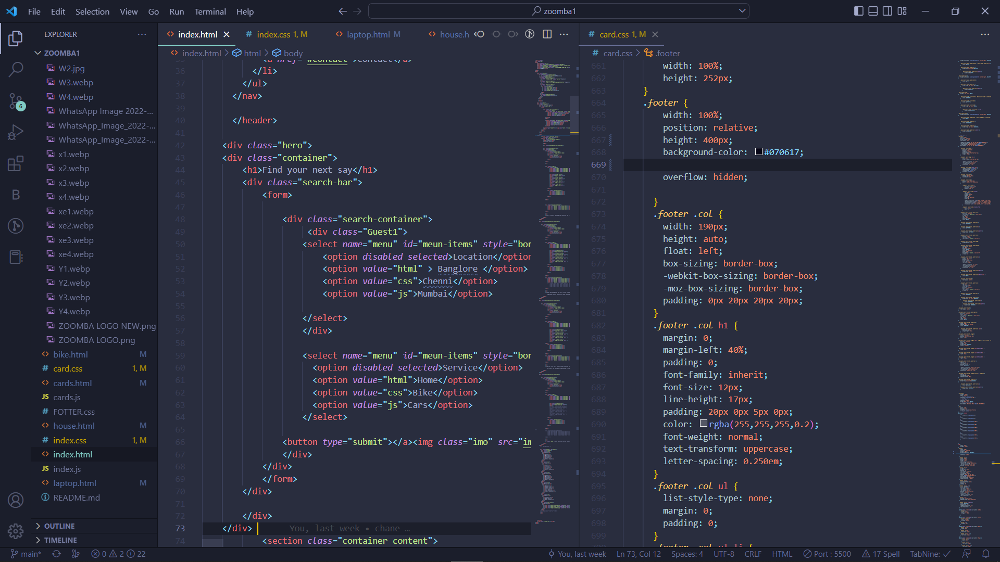 File Edit Selection View Go Run Terminal Help
zoomba1
EXPLORER
ZOOMBA1
W2.jpg
W3.webp
W4.webp
WhatsApp Image 2022-...
WhatsApp_Image_2022-...
WhatsApp_Image_2022-...
x1.webp
x2.webp
x3.webp
x4.webp
xe1.webp
xe2.webp
xe3.webp
xe4.webp
Y1.webp
Y2.webp
Y3.webp
Y4.webp
ZOOMBA LOGO NEW.png
ZOOMBA LOGO.png
bike.html M
card.css 1, M
cards.html M
JS cards.js
FOTTER.css
house.html M
index.css 1, M
index.html
JS index.js
laptop.html M
README.md
OUTLINE
TIMELINE
6
B
index.html
# index.css 1, M
laptop.html M
house.h
index.html > html > body
35 <a href="#contact">Contact</a>
36 </li>
37 </ul>
38 </nav>
39
40 </header>
41
42 <div class="hero">
43 <div class="container">
44 <h1>Find your next say</h1>
45 <div class="search-bar">
46 <form>
47
48 <div class="search-container">
49 <div class="Guest1">
50 <select name="menu" id="meun-items" style="bor
51 <option disabled selected>Location</option
52 <option value="html" > Banglore </option>
53 <option value="css">Chenni</option>
54 <option value="js">Mumbai</option>
55
56 </select>
57 </div>
58
59 <select name="menu" id="meun-items" style="bor
60 <option disabled selected>Service</option>
61 <option value="html">Home</option>
62 <option value="css">Bike</option>
63 <option value="js">Cars</option>
64 </select>
65
66 <button type="submit"></a><img class="imo" src="im
67 </div>
68 </div>
69 </form>
70 </div>
71
72 </div>
73 </div> You, last week • chane …
74 <section class="container content">
# card.css 1, M
# card.css > .footer
661 width: 100%;
662 height: 252px;
663 }
664 .footer {
665 width: 100%;
666 position: relative;
667 height: 400px;
668 background-color: #070617;
669
670 overflow: hidden;
671
672 }
673 .footer .col {
674 width: 190px;
675 height: auto;
676 float: left;
677 box-sizing: border-box;
678 -webkit-box-sizing: border-box;
679 -moz-box-sizing: border-box;
680 padding: 0px 20px 20px 20px;
681 }
682 .footer .col h1 {
683 margin: 0;
684 margin-left: 40%;
685 padding: 0;
686 font-family: inherit;
687 font-size: 12px;
688 line-height: 17px;
689 padding: 20px 0px 5px 0px;
690 color: rgba(255,255,255,0.2);
691 font-weight: normal;
692 text-transform: uppercase;
693 letter-spacing: 0.250em;
694 }
695 .footer .col ul {
696 list-style-type: none;
697 margin: 0;
698 padding: 0;
699 }
700 .footer .col ul li {
main* 0 2 22 You, last week Ln 73, Col 12 Spaces: 4 UTF-8 CRLF HTML Port : 5500 17 Spell TabNine: